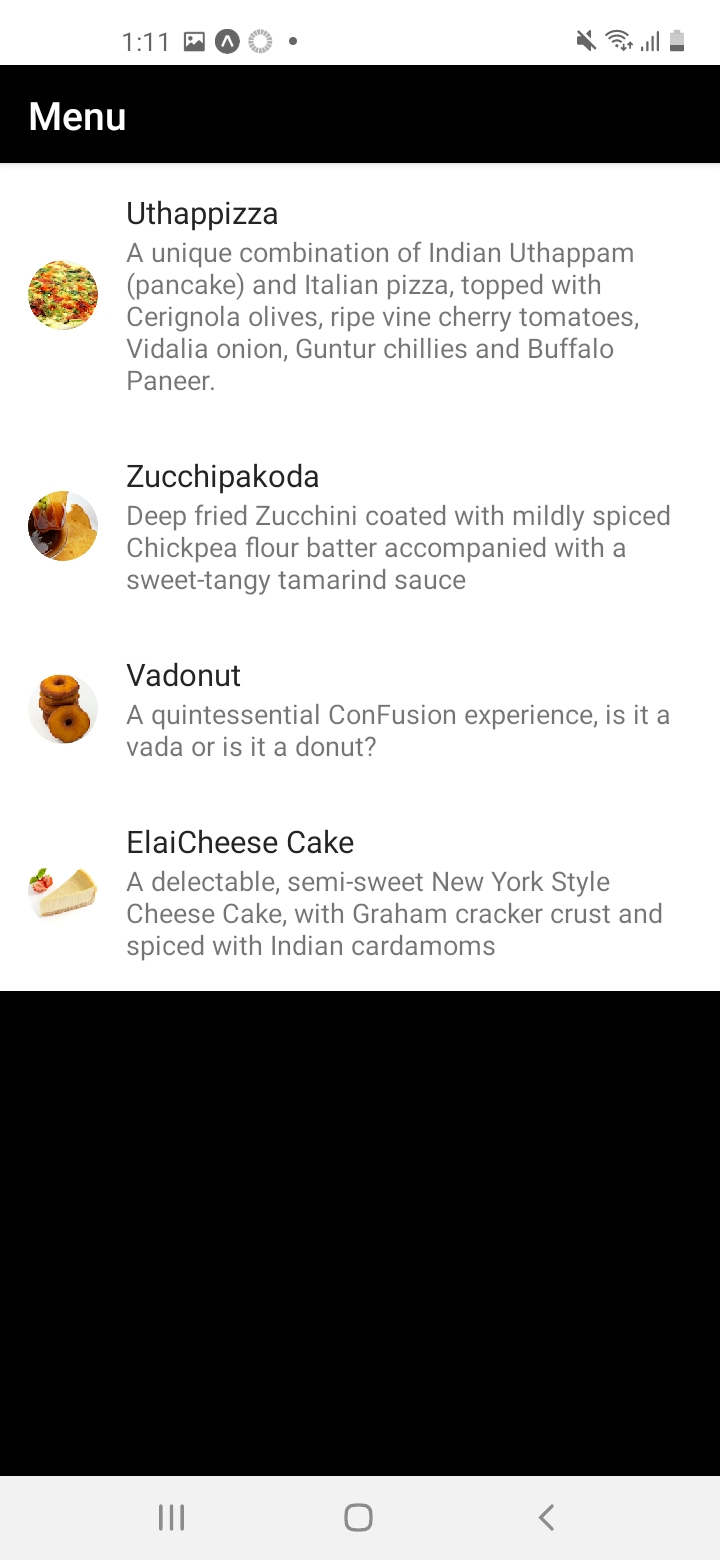 1:11
Menu
Uthappizza
A unique combination of Indian Uthappam
(pancake) and Italian pizza, topped with
Cerignola olives, ripe vine cherry tomatoes,
Vidalia onion, Guntur chillies and Buffalo
Paneer.
Zucchipakoda
Deep fried Zucchini coated with mildly spiced
Chickpea flour batter accompanied with a
sweet-tangy tamarind sauce
Vadonut
A quintessential ConFusion experience, is it a
vada or is it a donut?
ElaiCheese Cake
A delectable, semi-sweet New York Style
Cheese Cake, with Graham cracker crust and
spiced with Indian cardamoms